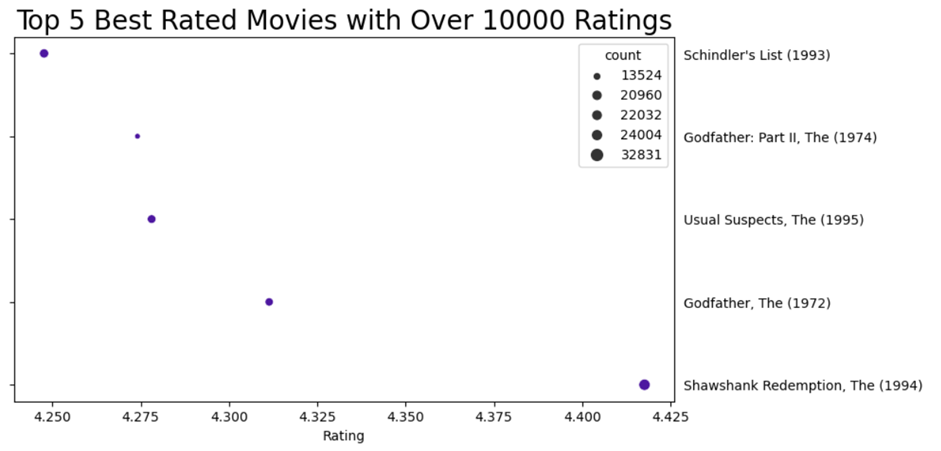 Top 5 Best Rated Movies with Over 10000 Ratings
count
13524
20960
22032
24004
32831
Schindler's List (1993)
Godfather: Part II, The (1974)
Usual Suspects, The (1995)
Godfather, The (1972)
Shawshank Redemption, The (1994)
4.250 4.275 4.300 4.325 4.350 4.375 4.400 4.425
Rating